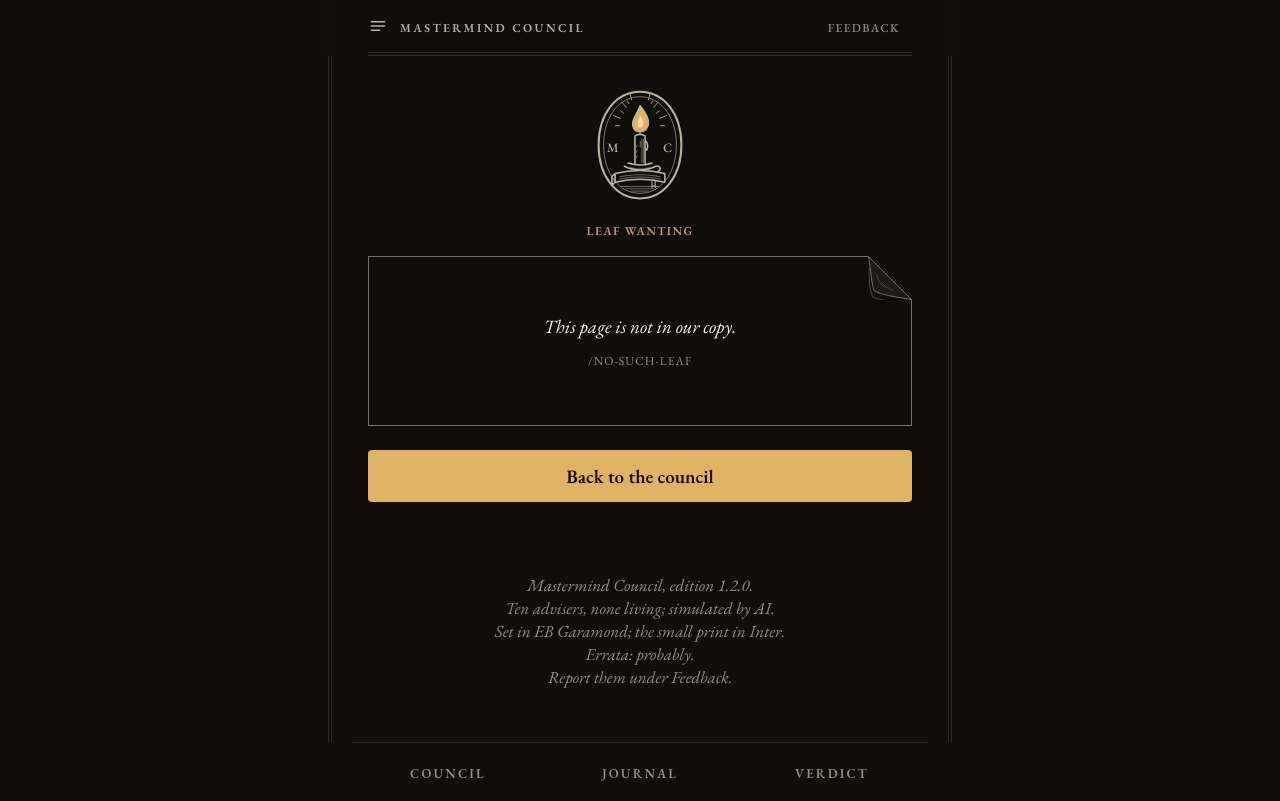 MASTERMIND COUNCIL
FEEDBACK
M C
LEAF WANTING
This page is not in our copy.
/NO-SUCH-LEAF
Back to the council
Mastermind Council, edition 1.2.0.
Ten advisers, none living; simulated by AI.
Set in EB Garamond; the small print in Inter.
Errata: probably.
Report them under Feedback.
COUNCIL
JOURNAL
VERDICT